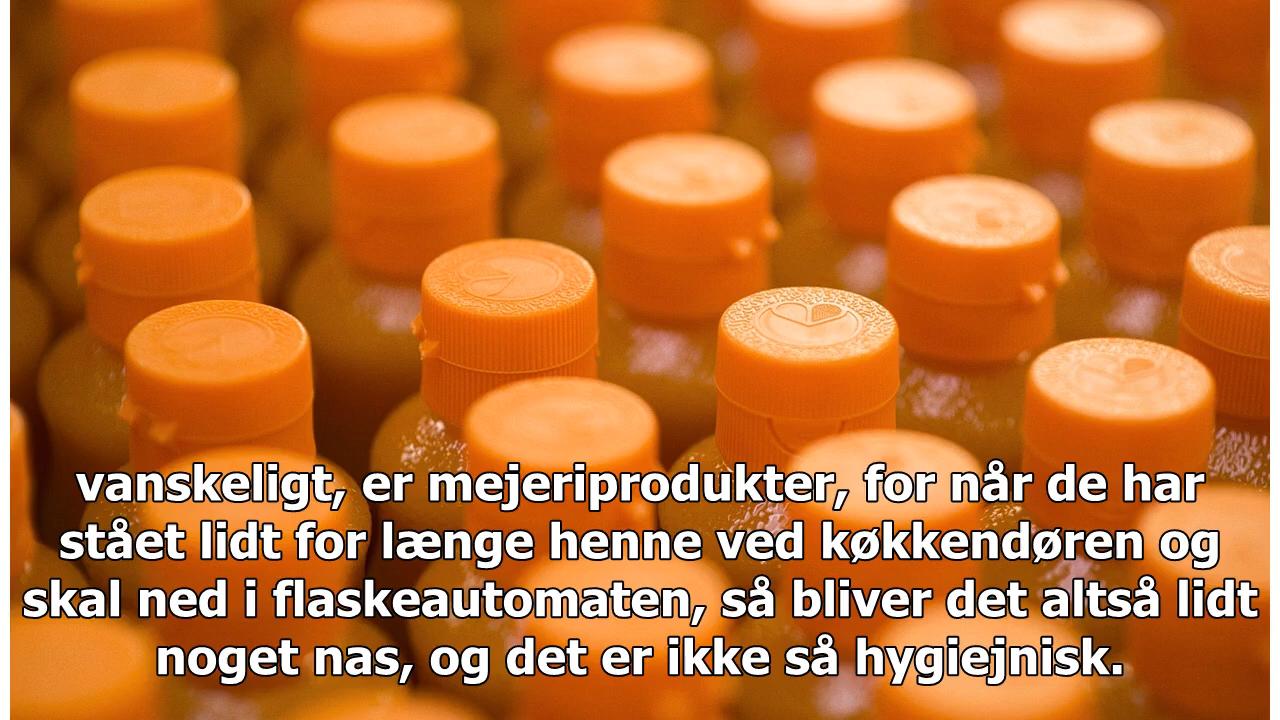 vanskeligt, er mejeriprodukter, for når de har
stået lidt for længe henne ved køkkendøren og
skal ned i flaskeautomaten, så bliver det altså lidt
noget nas, og det er ikke så hygiejnisk.